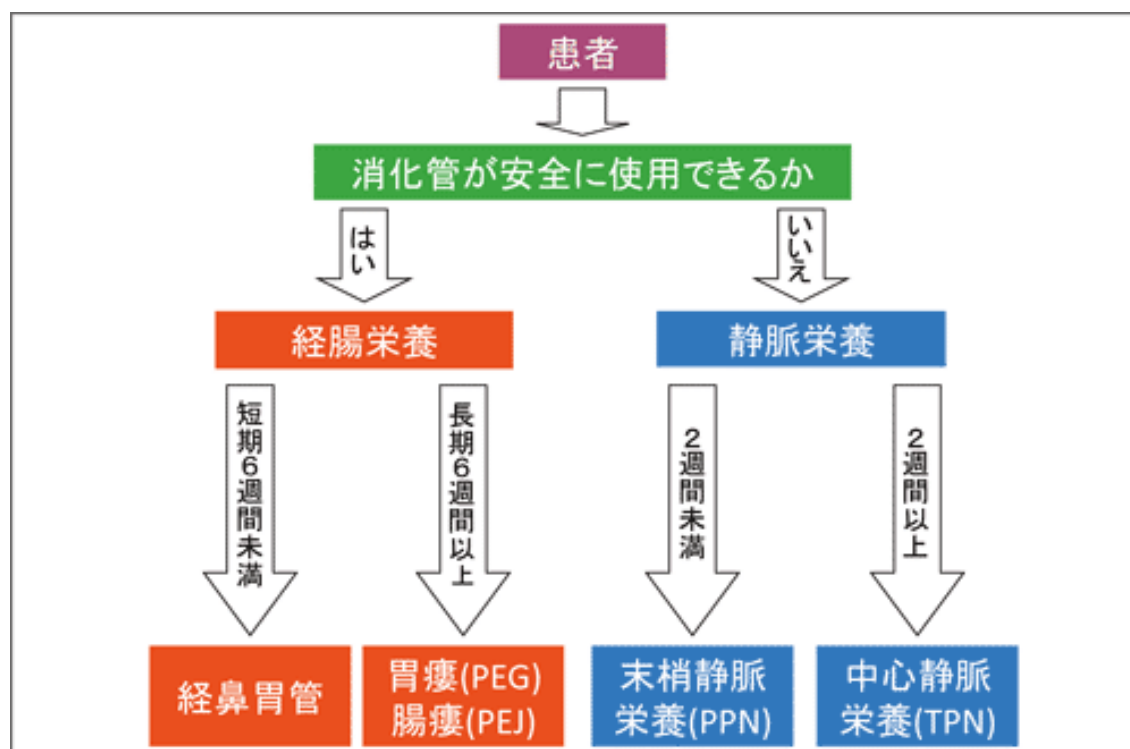 患者
消化管が安全に使用できるか
はい
いいえ
経腸栄養
静脈栄養
短期6週間未満
長期6週間以上
2週間未満
2週間以上
経鼻胃管
胃瘻(PEG)
腸瘻(PEJ)
末梢静脈
栄養(PPN)
中心静脈
栄養(TPN)